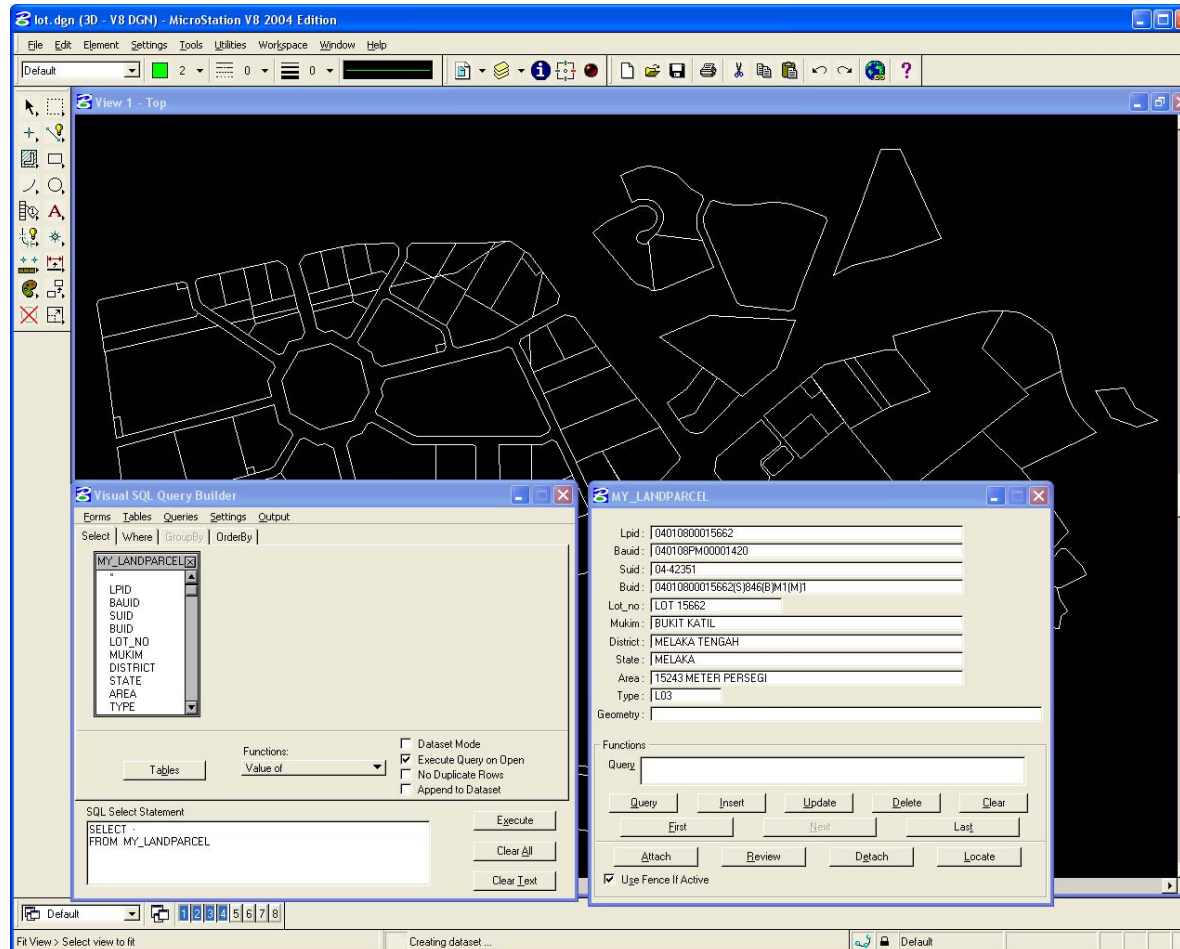 lot.dgn (3D - V8 DGN) - MicroStation V8 2004 Edition
File Edit Element Settings Tools Utilities Workspace Window Help
Default 2 0 0
View 1 - Top
Visual SQL Query Builder
Forms Tables Queries Settings Output
Select Where GroupBy OrderBy
MY_LANDPARCEL
*
LPID
BAUID
SUID
BUID
LOT_NO
MUKIM
DISTRICT
STATE
AREA
TYPE
Tables
Functions:
Value of
Dataset Mode
Execute Query on Open
No Duplicate Rows
Append to Dataset
SQL Select Statement
SELECT
FROM MY_LANDPARCEL
Execute
Clear All
Clear Text
MY_LANDPARCEL
Lpid : 04010800015662
Bauid : 040108PM00001420
Suid : 04-42351
Buid : 04010800015662(S)846(B)M1(M)1
Lot_no : LOT 15662
Mukim : BUKIT KATIL
District : MELAKA TENGAH
State : MELAKA
Area : 15243 METER PERSEGI
Type : L03
Geometry :
Functions
Query
Query Insert Update Delete Clear
First Next Last
Attach Review Detach Locate
Use Fence If Active
Default 1 2 3 4 5 6 7 8
Fit View > Select view to fit Creating dataset ... Default